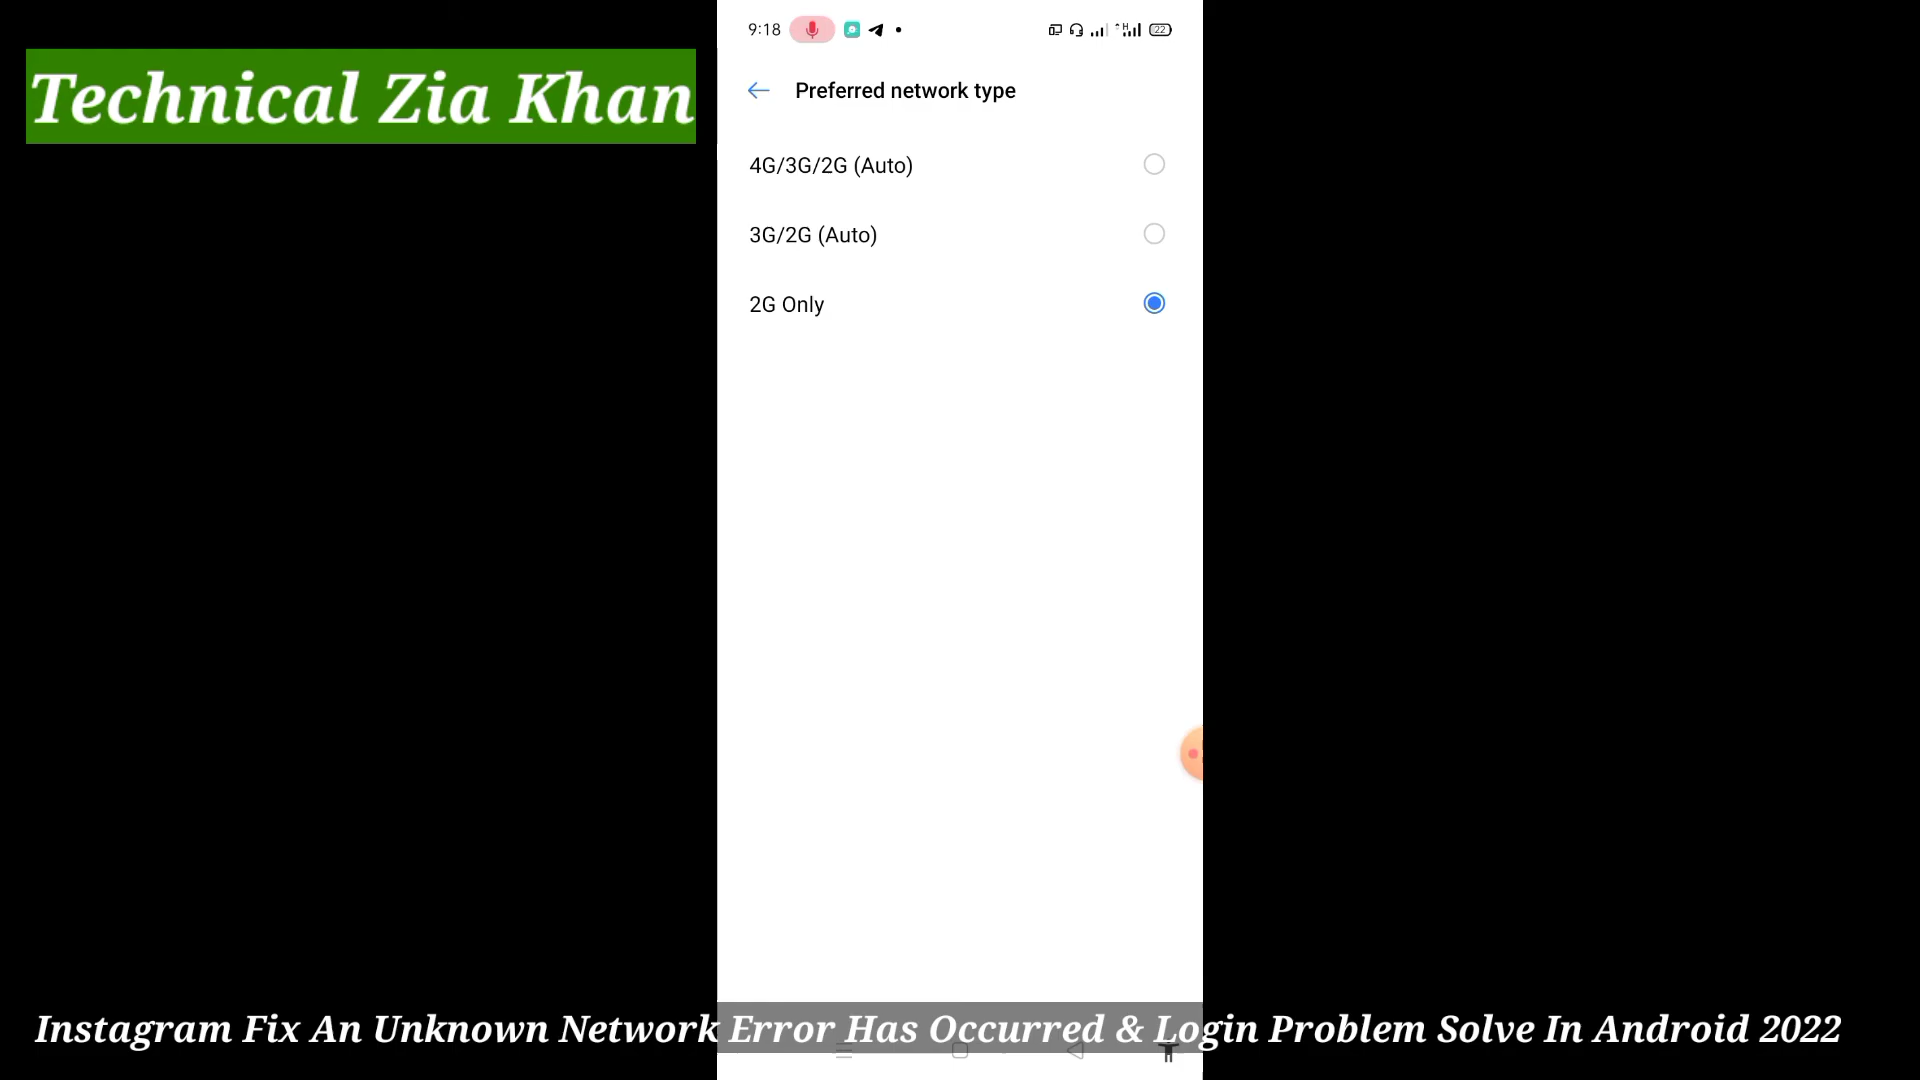 Technical Zia Khan
9:18
H
22
Preferred network type
4G/3G/2G (Auto)
3G/2G (Auto)
2G Only
Instagram Fix An Unknown Network Error Has Occurred & Login Problem Solve In Android 2022